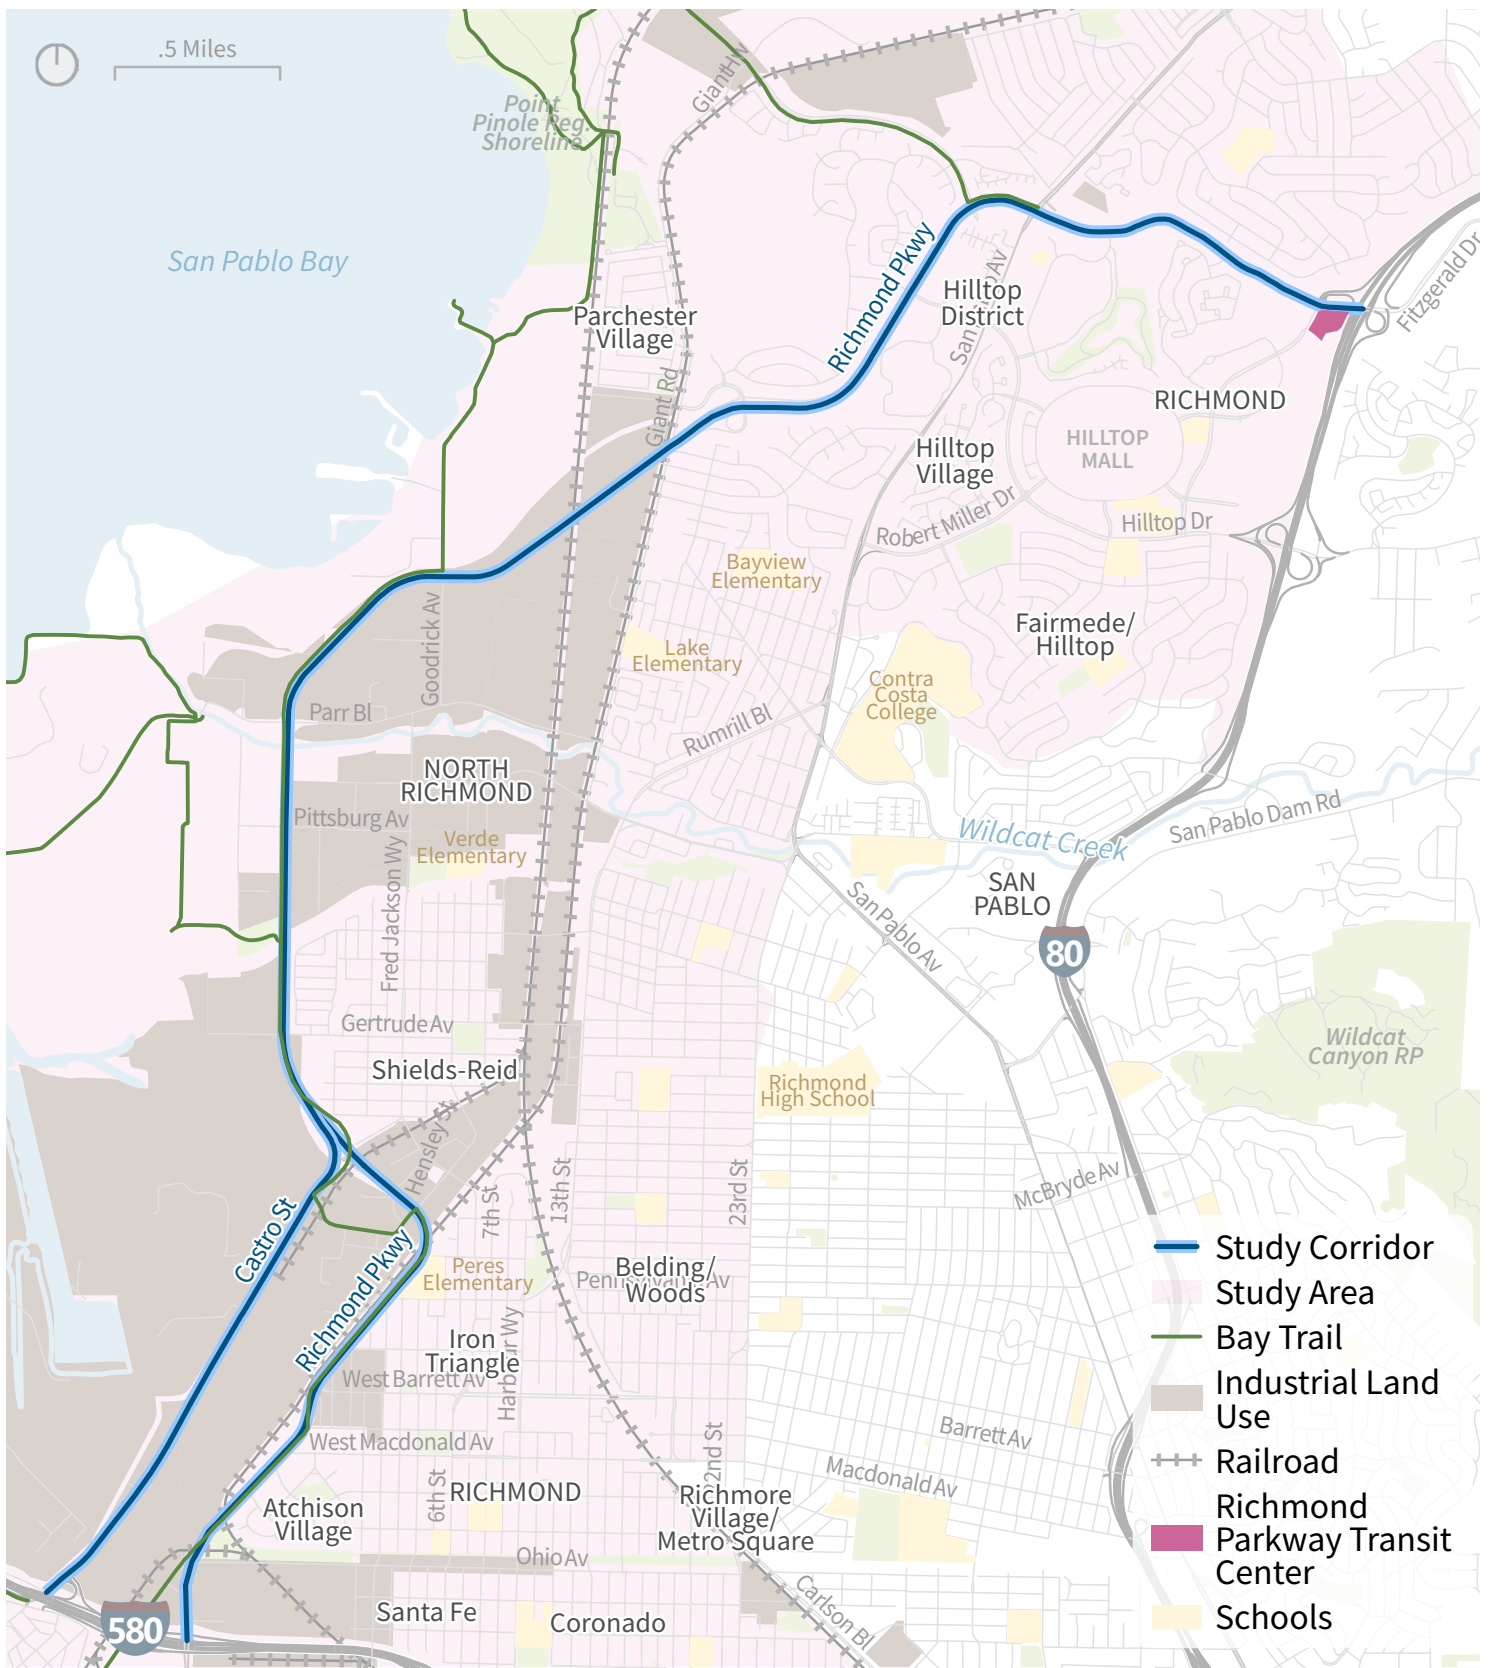 .5 Miles
Point
Pinole Reg.
Shoreline
Giant Hw
San Pablo Bay
Richmond Pkwy
Hilltop
District
San Pablo Av
Fitzgerald Dr
Parchester
Village
Giant Rd
RICHMOND
HILLTOP
MALL
Hilltop
Village
Robert Miller Dr
Hilltop Dr
Bayview
Elementary
Goodrick Av
Lake
Elementary
Fairmede/
Hilltop
Contra
Costa
College
Parr Bl
Rumrill Bl
NORTH
RICHMOND
Pittsburg Av
Verde
Elementary
Fred Jackson Wy
Wildcat Creek
San Pablo Dam Rd
SAN
PABLO
San Pablo Av
80
Gertrude Av
Shields-Reid
Wildcat
Canyon RP
Richmond
High School
Hensley St
McBryde Av
7th St
13th St
23rd St
Castro St
Richmond Pkwy
Peres
Elementary
Belding/
Woods
Pennsylvania Av
Iron
Triangle
Harbour Wy
West Barrett Av
West Macdonald Av
Barrett Av
Macdonald Av
22nd St
6th St
RICHMOND
Atchison
Village
Richmore
Village/
Metro Square
Ohio Av
Carlson Bl
Santa Fe
Coronado
580
Study Corridor
Study Area
Bay Trail
Industrial Land
Use
Railroad
Richmond
Parkway Transit
Center
Schools